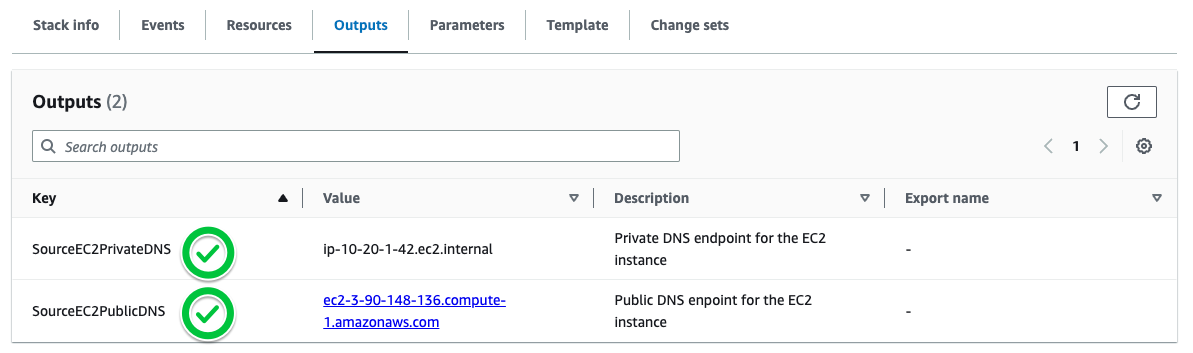 Stack info Events Resources Outputs Parameters Template Change sets
Outputs (2)
Search outputs
1
Key Value Description Export name
SourceEC2PrivateDNS ip-10-20-1-42.ec2.internal Private DNS endpoint for the EC2
instance -
SourceEC2PublicDNS ec2-3-90-148-136.compute- Public DNS enpoint for the EC2
1.amazonaws.com instance -